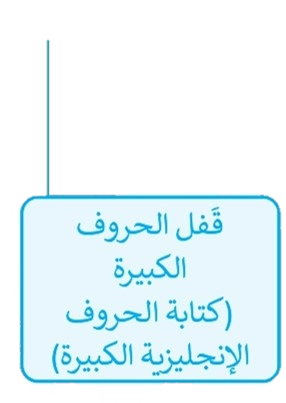 قَفل الحروف
الكبيرة
(كتابة الحروف
الإنجليزية الكبيرة)